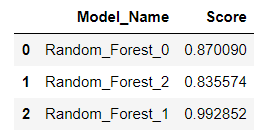 Model_Name Score
0 Random_Forest_0 0.870090
1 Random_Forest_2 0.835574
2 Random_Forest_1 0.992852